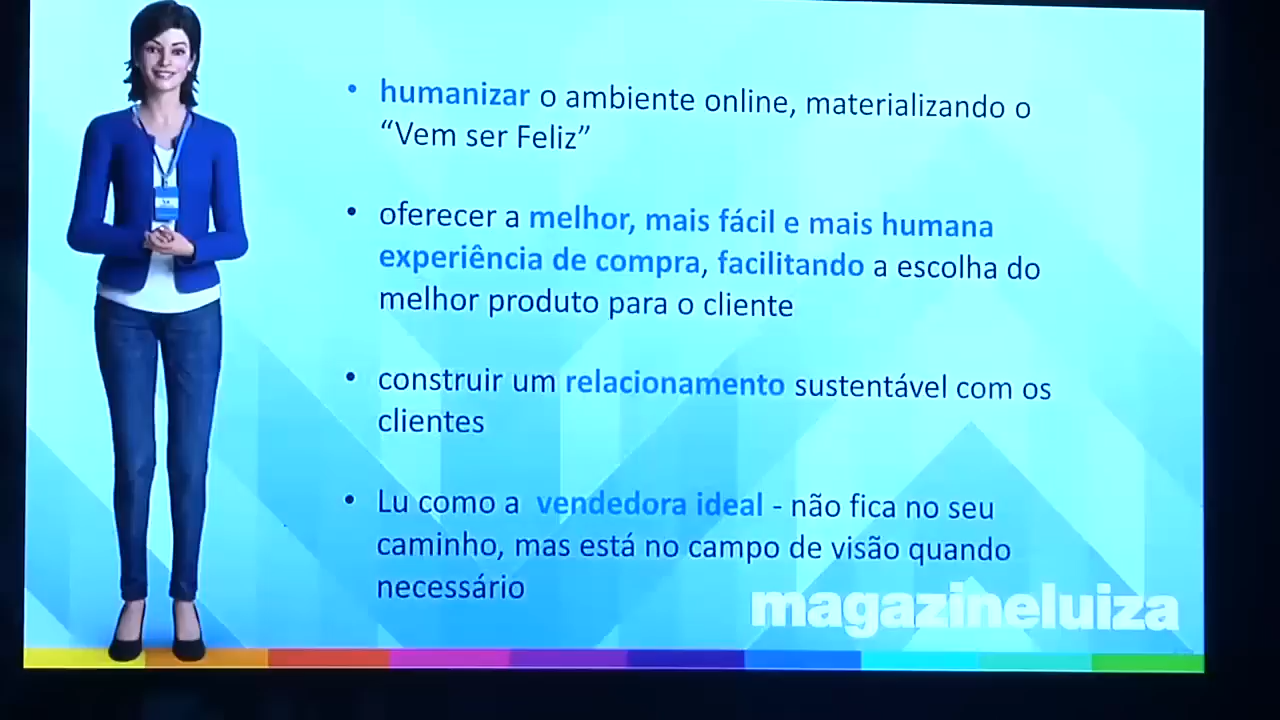 • humanizar o ambiente online, materializando o
“Vem ser Feliz”
• oferecer a melhor, mais fácil e mais humana
experiência de compra, facilitando a escolha do
melhor produto para o cliente
• construir um relacionamento sustentável com os
clientes
• Lu como a vendedora ideal - não fica no seu
caminho, mas está no campo de visão quando
necessário
magazineluiza